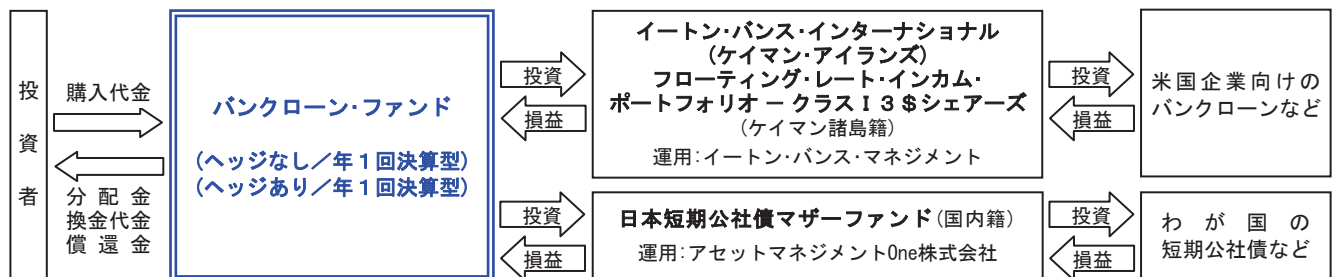 投資者
購入代金
分配金
換金代金
償還金
バンクローン・ファンド
(ヘッジなし／年１回決算型)
(ヘッジあり／年１回決算型)
投資
損益
イートン・バンス・インターナショナル
(ケイマン・アイランズ)
フローティング・レート・インカム・
ポートフォリオ － クラスＩ３＄シェアーズ
(ケイマン諸島籍)
運用：イートン・バンス・マネジメント
投資
損益
米国企業向けの
バンクローンなど
投資
損益
日本短期公社債マザーファンド(国内籍)
運用：アセットマネジメントOne株式会社
投資
損益
わが国の
短期公社債など